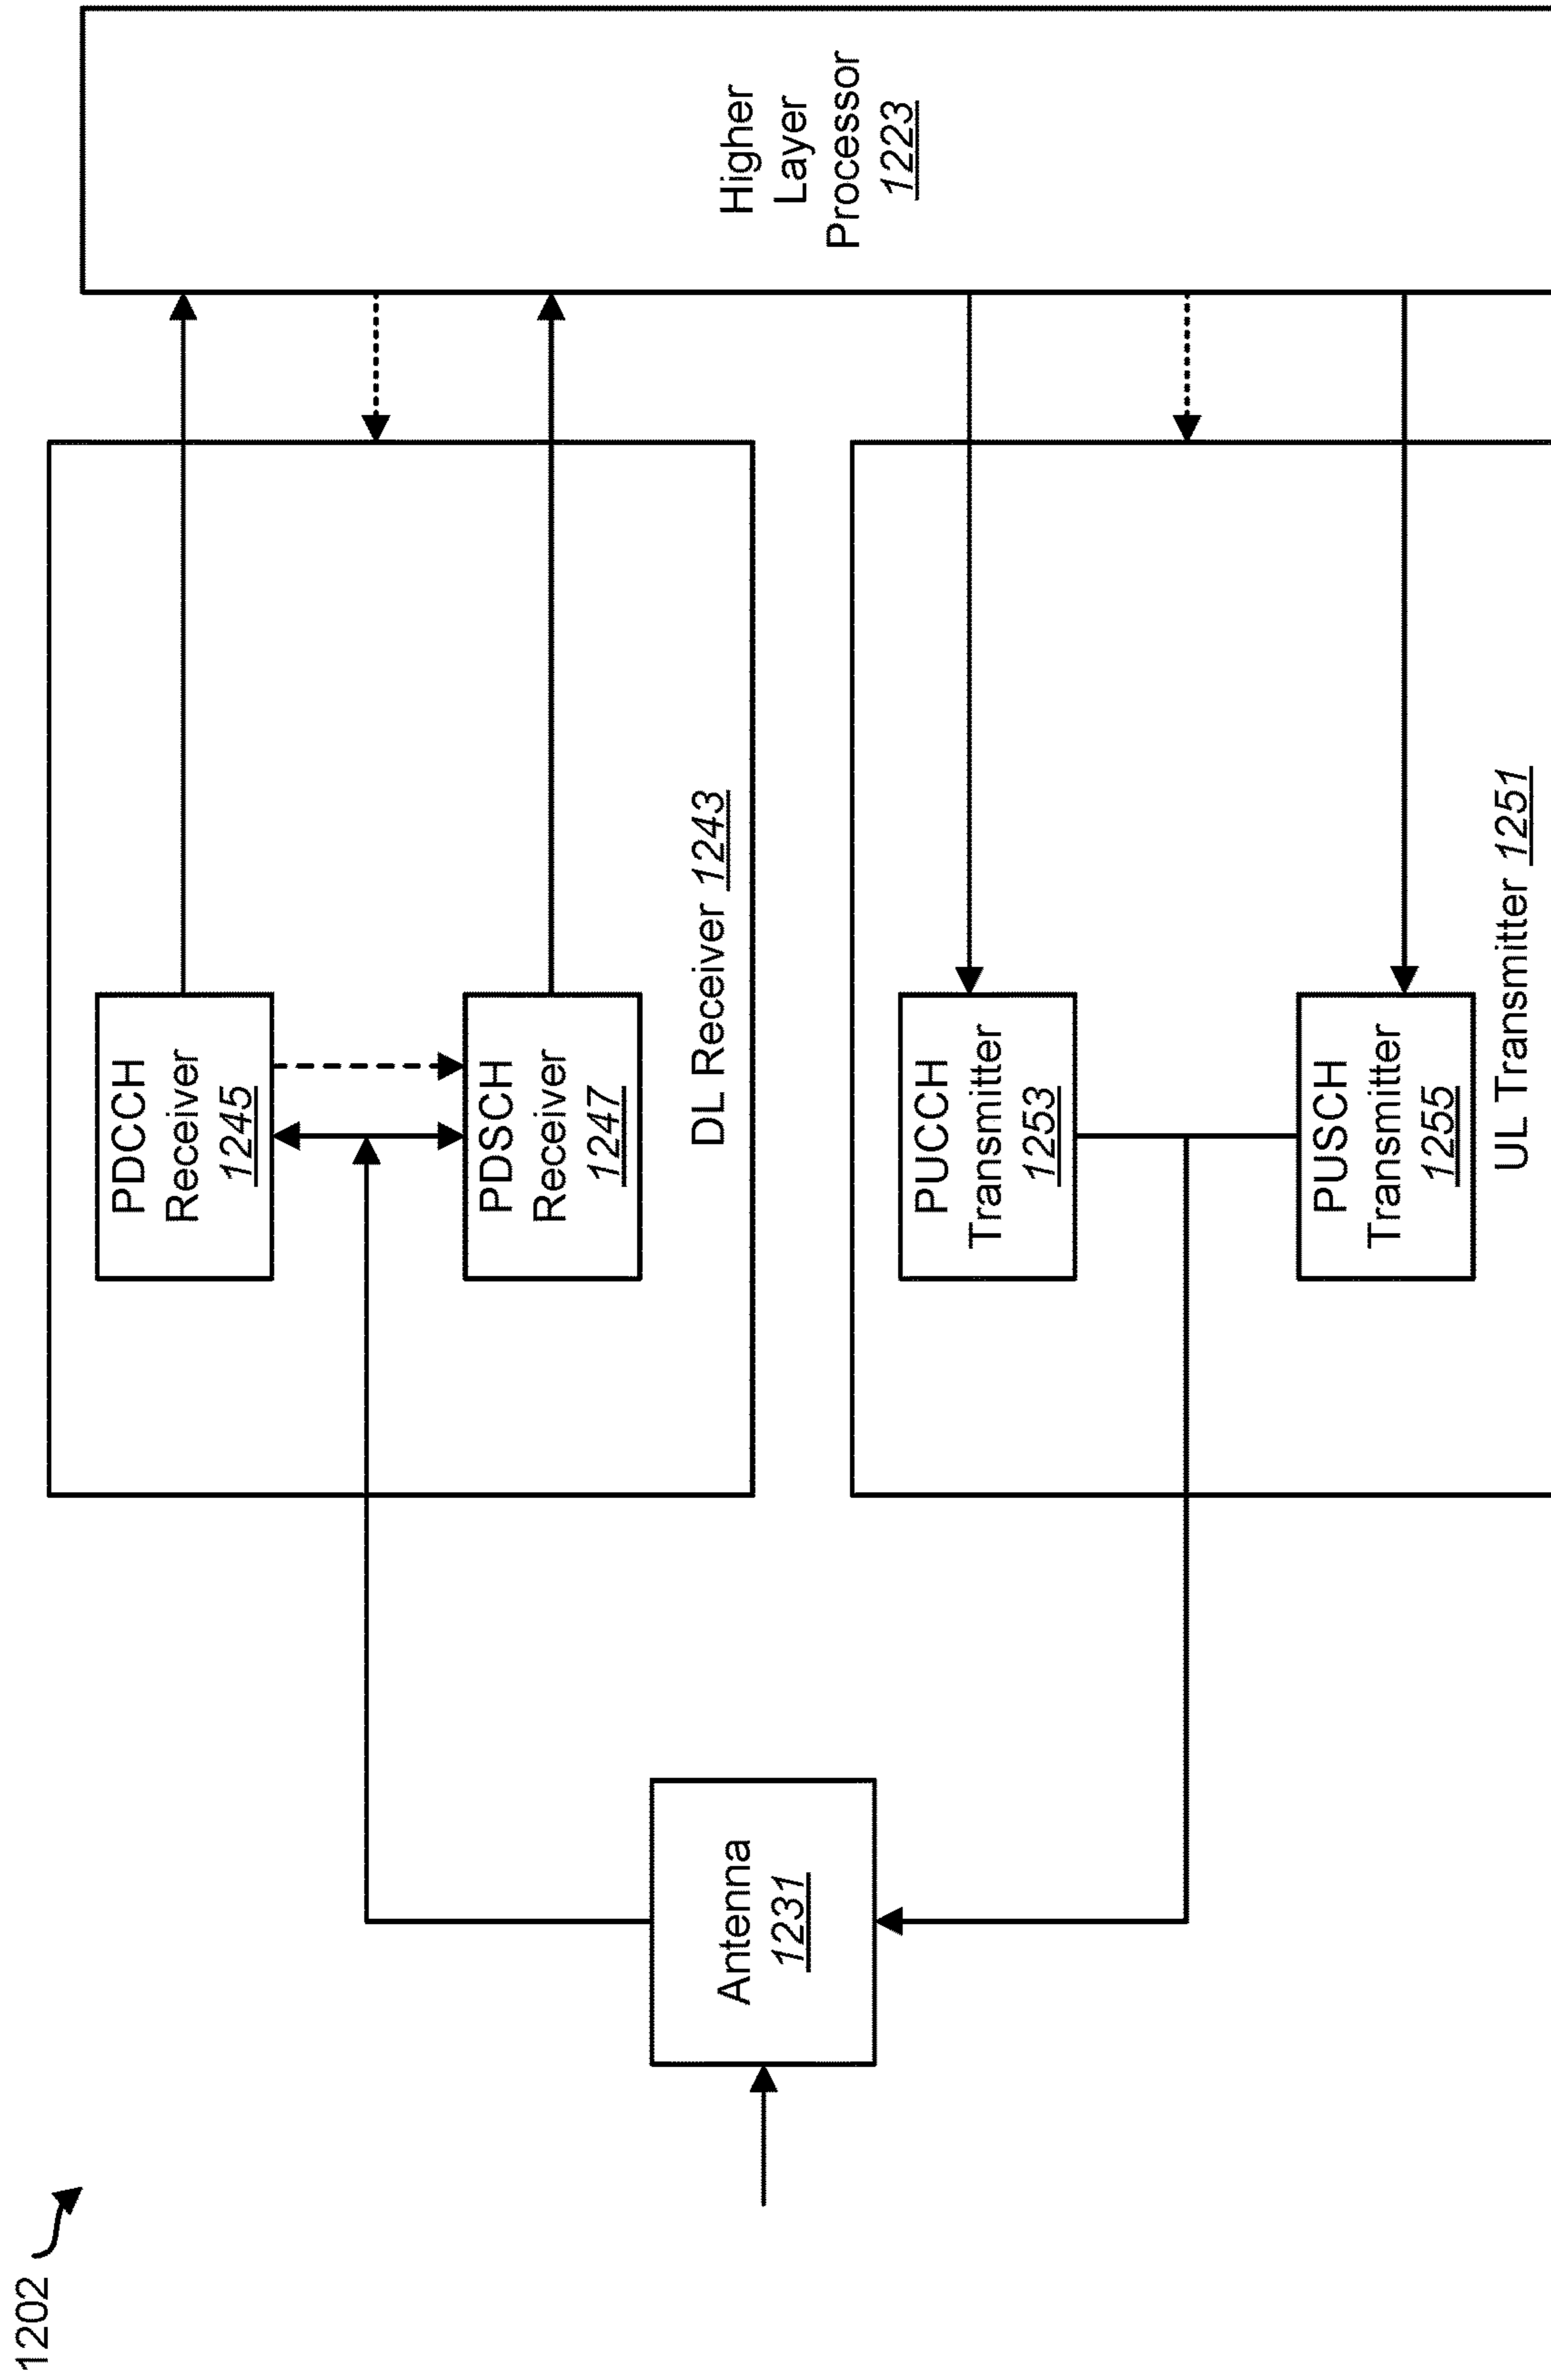 1202
Antenna
1231
PDCCH
Receiver
1245
PDSCH
Receiver
1247
DL Receiver 1243
PUCCH
Transmitter
1253
PUSCH
Transmitter
1255
UL Transmitter 1251
Higher
Layer
Processor
1223